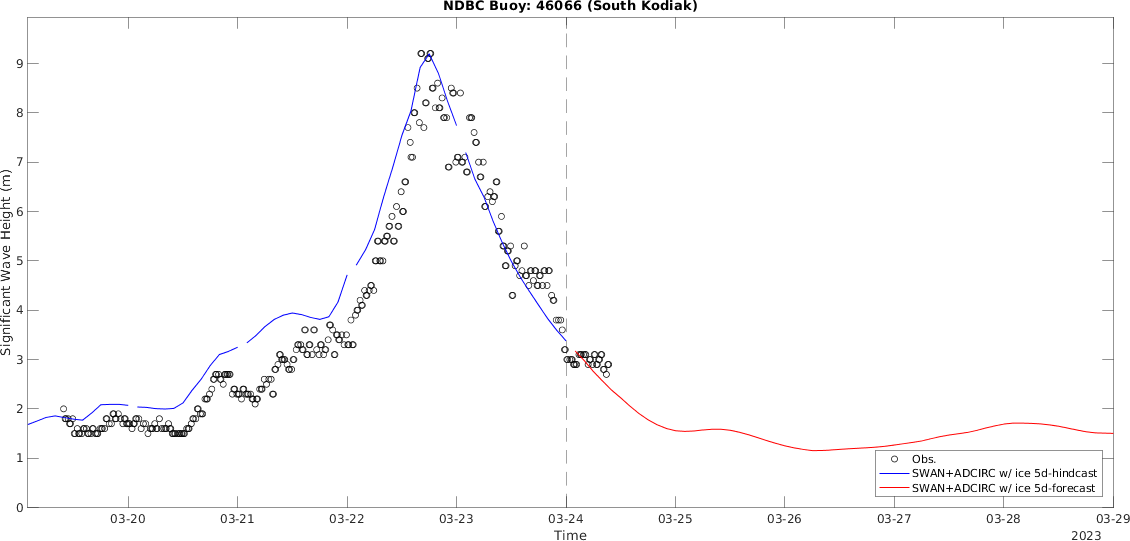 NDBC Buoy: 46066 (South Kodiak)
Significant Wave Height (m)
9
8
7
6
5
4
3
2
1
0
Obs.
SWAN+ADCIRC w/ ice 5d-hindcast
SWAN+ADCIRC w/ ice 5d-forecast
03-20 03-21 03-22 03-23 03-24 03-25 03-26 03-27 03-28 03-29
Time
2023